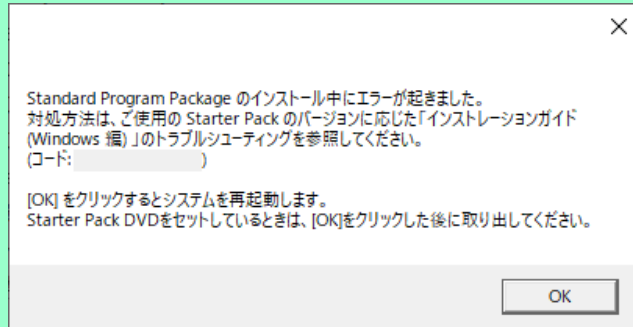 Standard Program Package のインストール中にエラーが起きました。
対処方法は、ご使用の Starter Pack のバージョンに応じた「インストレーションガイド
(Windows 編) 」のトラブルシューティングを参照してください。
(コード: )
[OK] をクリックするとシステムを再起動します。
Starter Pack DVDをセットしているときは、[OK]をクリックした後に取り出してください。
OK